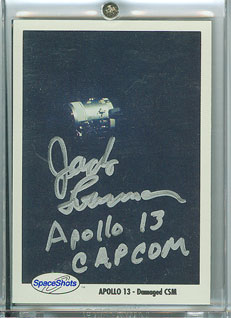 Jack
Lousma
Apollo 13
CAPCOM
SpaceShots
APOLLO 13 - Damaged CSM